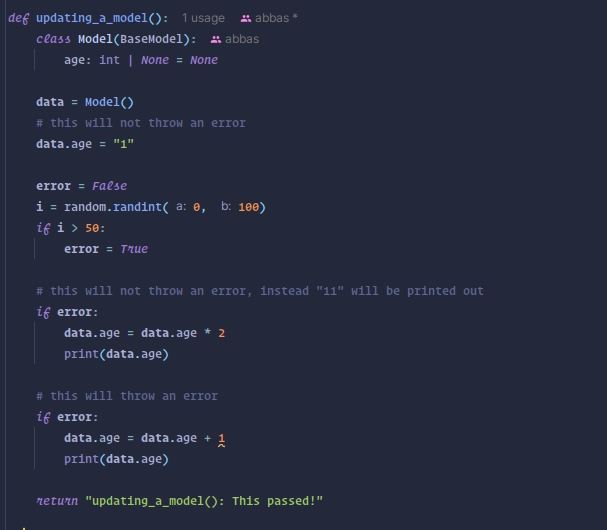 def updating_a_model():  1 usage  abbas *
    class Model(BaseModel):  abbas
        age: int | None = None

    data = Model()
    # this will not throw an error
    data.age = "1"

    error = False
    i = random.randint( a: 0,  b: 100)
    if i > 50:
        error = True

    # this will not throw an error, instead "11" will be printed out
    if error:
        data.age = data.age * 2
        print(data.age)

    # this will throw an error
    if error:
        data.age = data.age + 1
        print(data.age)

    return "updating_a_model(): This passed!"